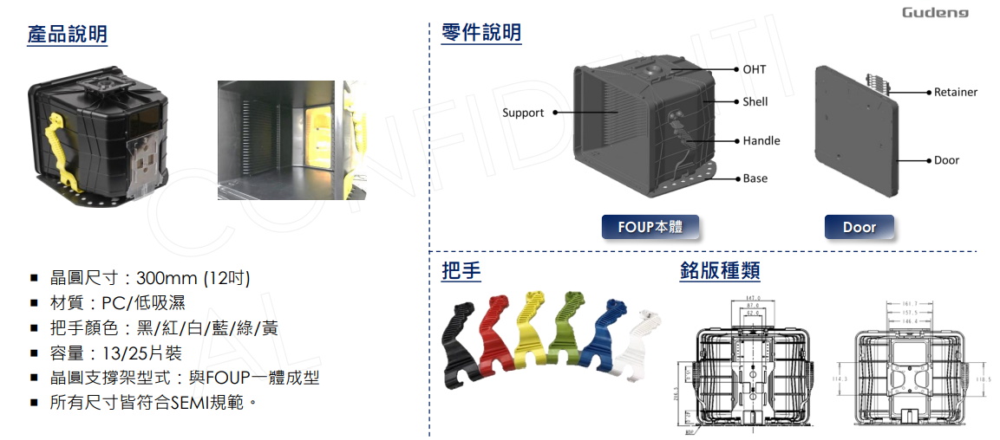 Gudeng
產品說明
晶圓尺寸：300mm (12吋)
材質：PC/低吸濕
把手顏色：黑/紅/白/藍/綠/黃
容量：13/25片裝
晶圓支撐架型式：與FOUP一體成型
所有尺寸皆符合SEMI規範。
零件說明
OHT
Shell
Support
Handle
Base
FOUP本體
Retainer
Door
Door
把手
銘版種類
147.0
87.0
62.0
161.7
157.5
146.4
114.3
110.5
CONFIDENTIAL